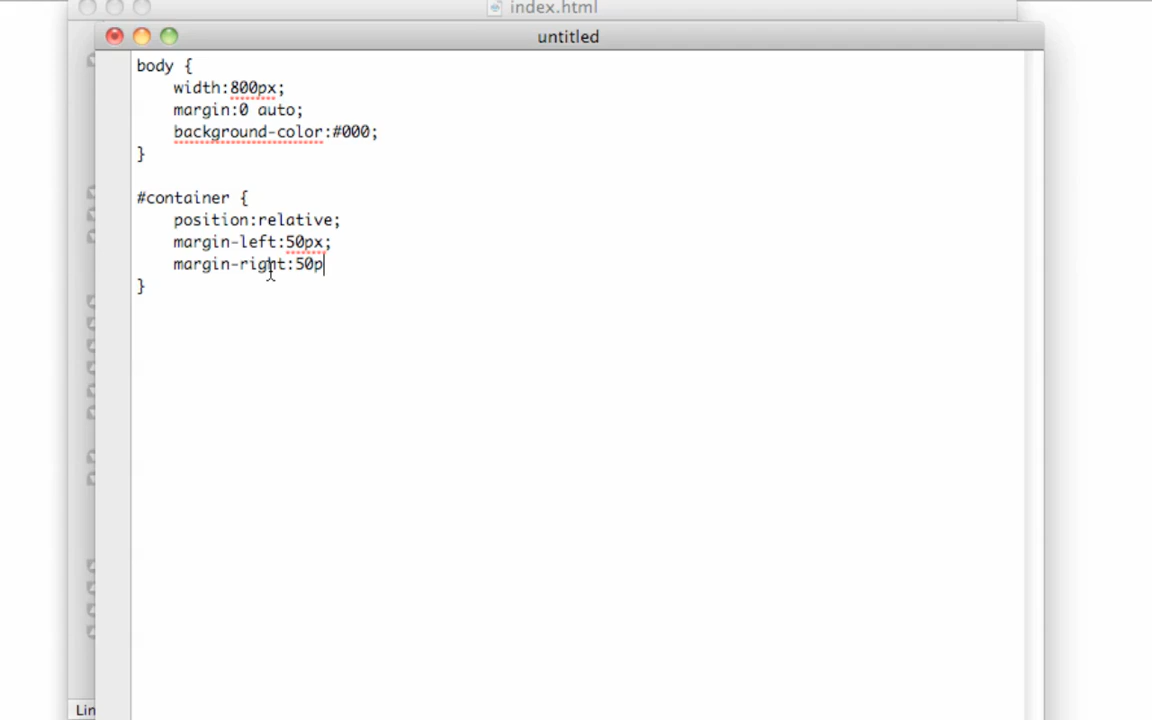 index.html
untitled
body {
width:800px;
margin:0 auto;
background-color:#000;
}
#container {
position:relative;
margin-left:50px;
margin-right:50p
}
Lin